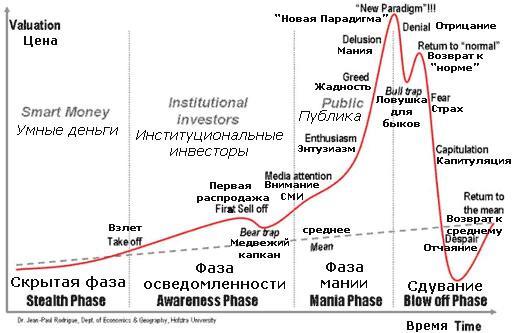 Valuation
Цена
"New Paradigm"!!!
"Новая Парадигма"
Denial Отрицание
Delusion
Мания
Return to "normal"
Возврат к
"норме"
Greed
Жадность
Smart Money
Умные деньги
Institutional
investors
Институциональные
инвесторы
Public
Публика
Bull trap
Ловушка
для
быков
Fear
Страх
Enthusiasm
Энтузиазм
Capitulation
Капитуляция
Media attention
Внимание
СМИ
Первая
распродажа
First Sell off
Return to
the mean
Возврат к
среднему
Взлет
Take off
Bear trap
Медвежий
капкан
среднее
Mean
Despair
Отчаяние
Скрытая фаза
Stealth Phase
Фаза
осведомленности
Awareness Phase
Фаза
мании
Mania Phase
Сдувание
Blow off Phase
Dr. Jean-Paul Rodrigue, Dept. of Economics & Geography, Hofstra University
Время Time